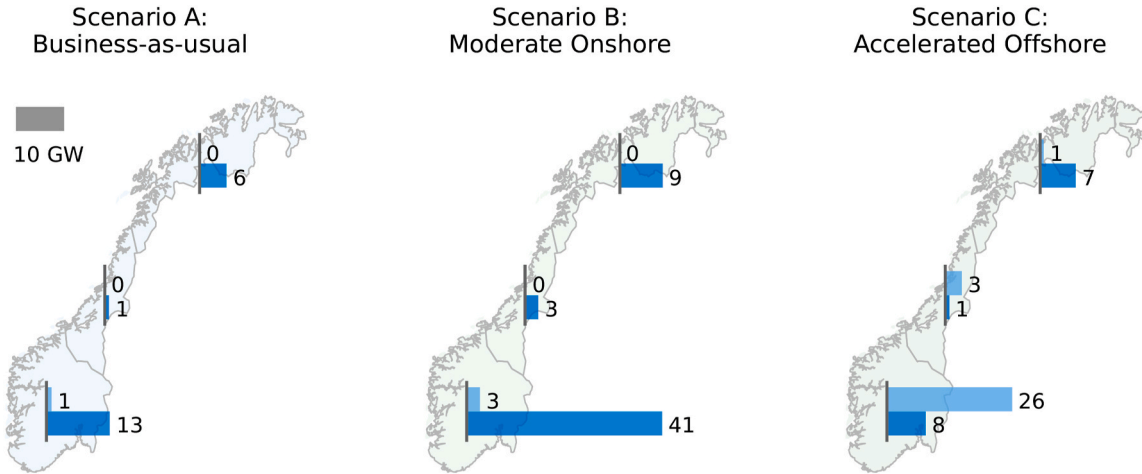 Scenario A:
Business-as-usual
Scenario B:
Moderate Onshore
Scenario C:
Accelerated Offshore
10 GW
0
6
0
1
1
13
0
9
0
3
3
41
1
7
3
1
26
8